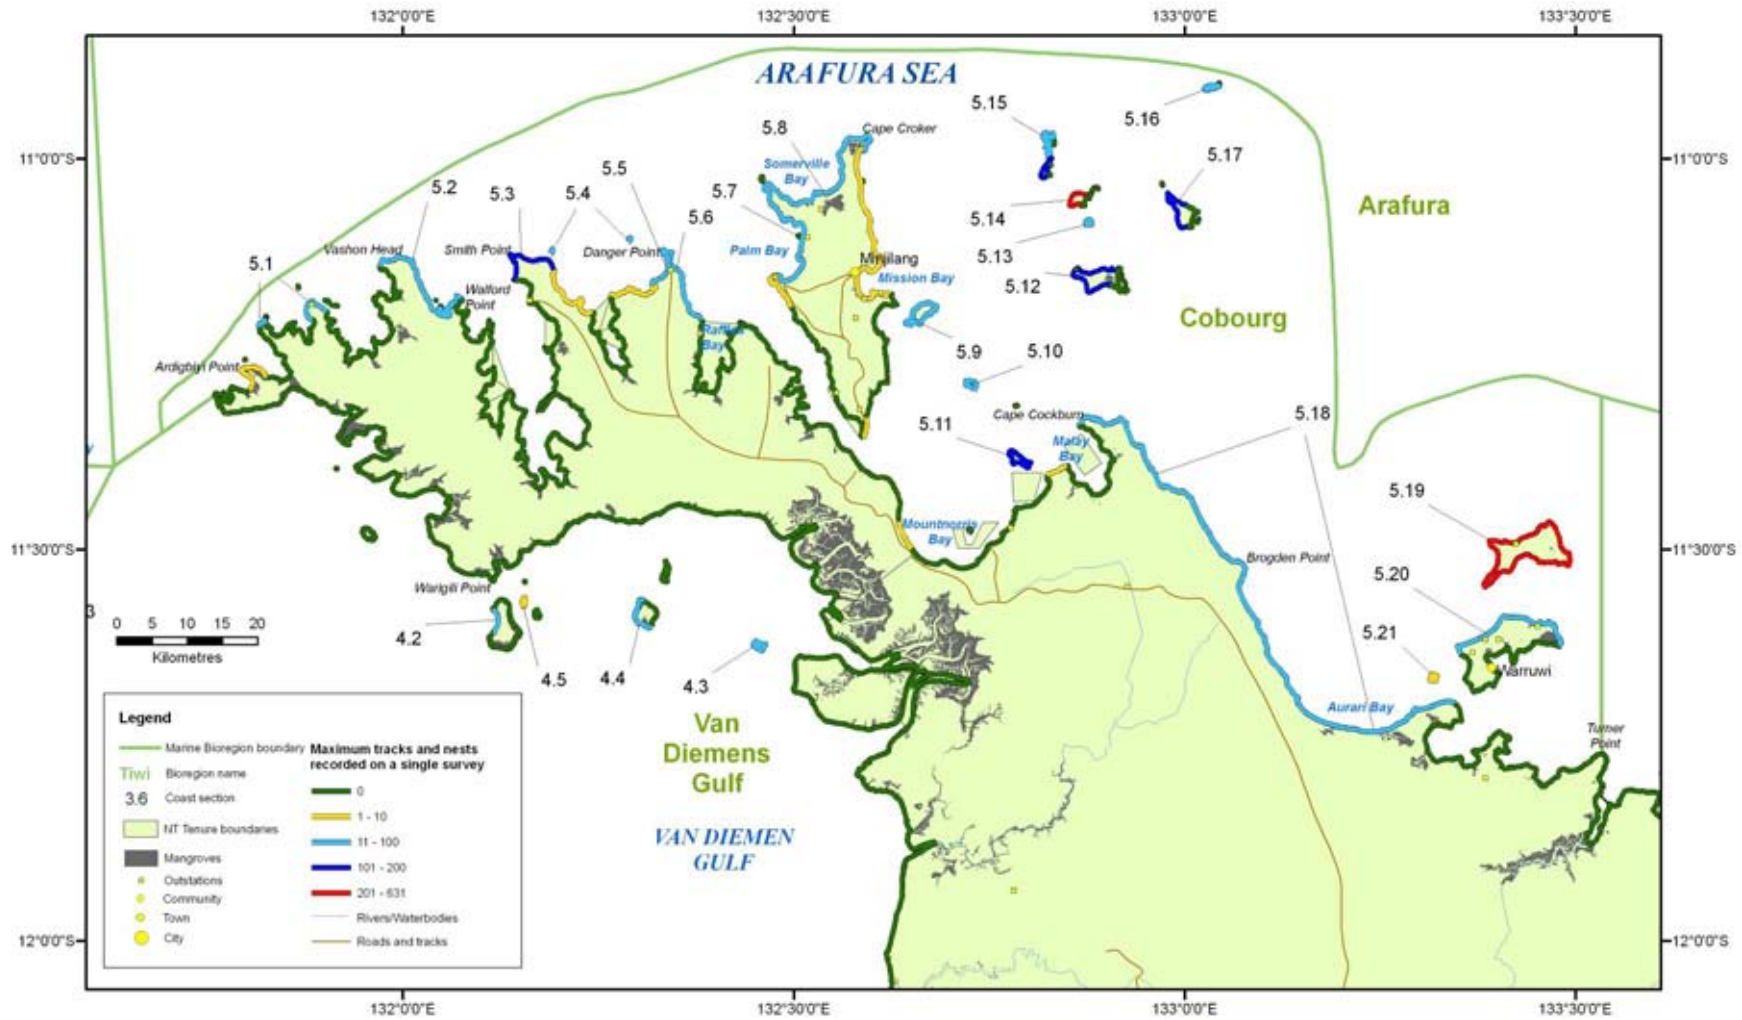 132°0'0"E
132°30'0"E
133°0'0"E
133°30'0"E
ARAFURA SEA
5.15
5.16
5.8
Cape Croker
11°0'0"S
11°0'0"S
5.17
Somerville
Bay
5.5
5.2
5.3
5.4
5.7
Arafura
5.14
5.6
Vashon Head
Smith Point
Danger Point
Palm Bay
Minjilang
5.13
5.1
Mission Bay
5.12
Walford
Point
Cobourg
Raffles
Bay
5.9
5.10
Ardigbiyi Point
Cape Cockburn
5.18
5.11
Malay
Bay
5.19
Mountnorris
Bay
11°30'0"S
11°30'0"S
Brogden Point
5.20
Warigili Point
3
0 5 10 15 20
Kilometres
4.2
5.21
4.5
4.4
4.3
Warruwi
Aurari Bay
Van
Diemens
Gulf
Turner
Point
VAN DIEMEN
GULF
Legend
Marine Bioregion boundary
Tiwi Bioregion name
3.6 Coast section
NT Tenure boundaries
Mangroves
Outstations
Community
Town
City
Maximum tracks and nests
recorded on a single survey
0
1 - 10
11 - 100
101 - 200
201 - 631
Rivers/Waterbodies
Roads and tracks
12°0'0"S
12°0'0"S
132°0'0"E
132°30'0"E
133°0'0"E
133°30'0"E